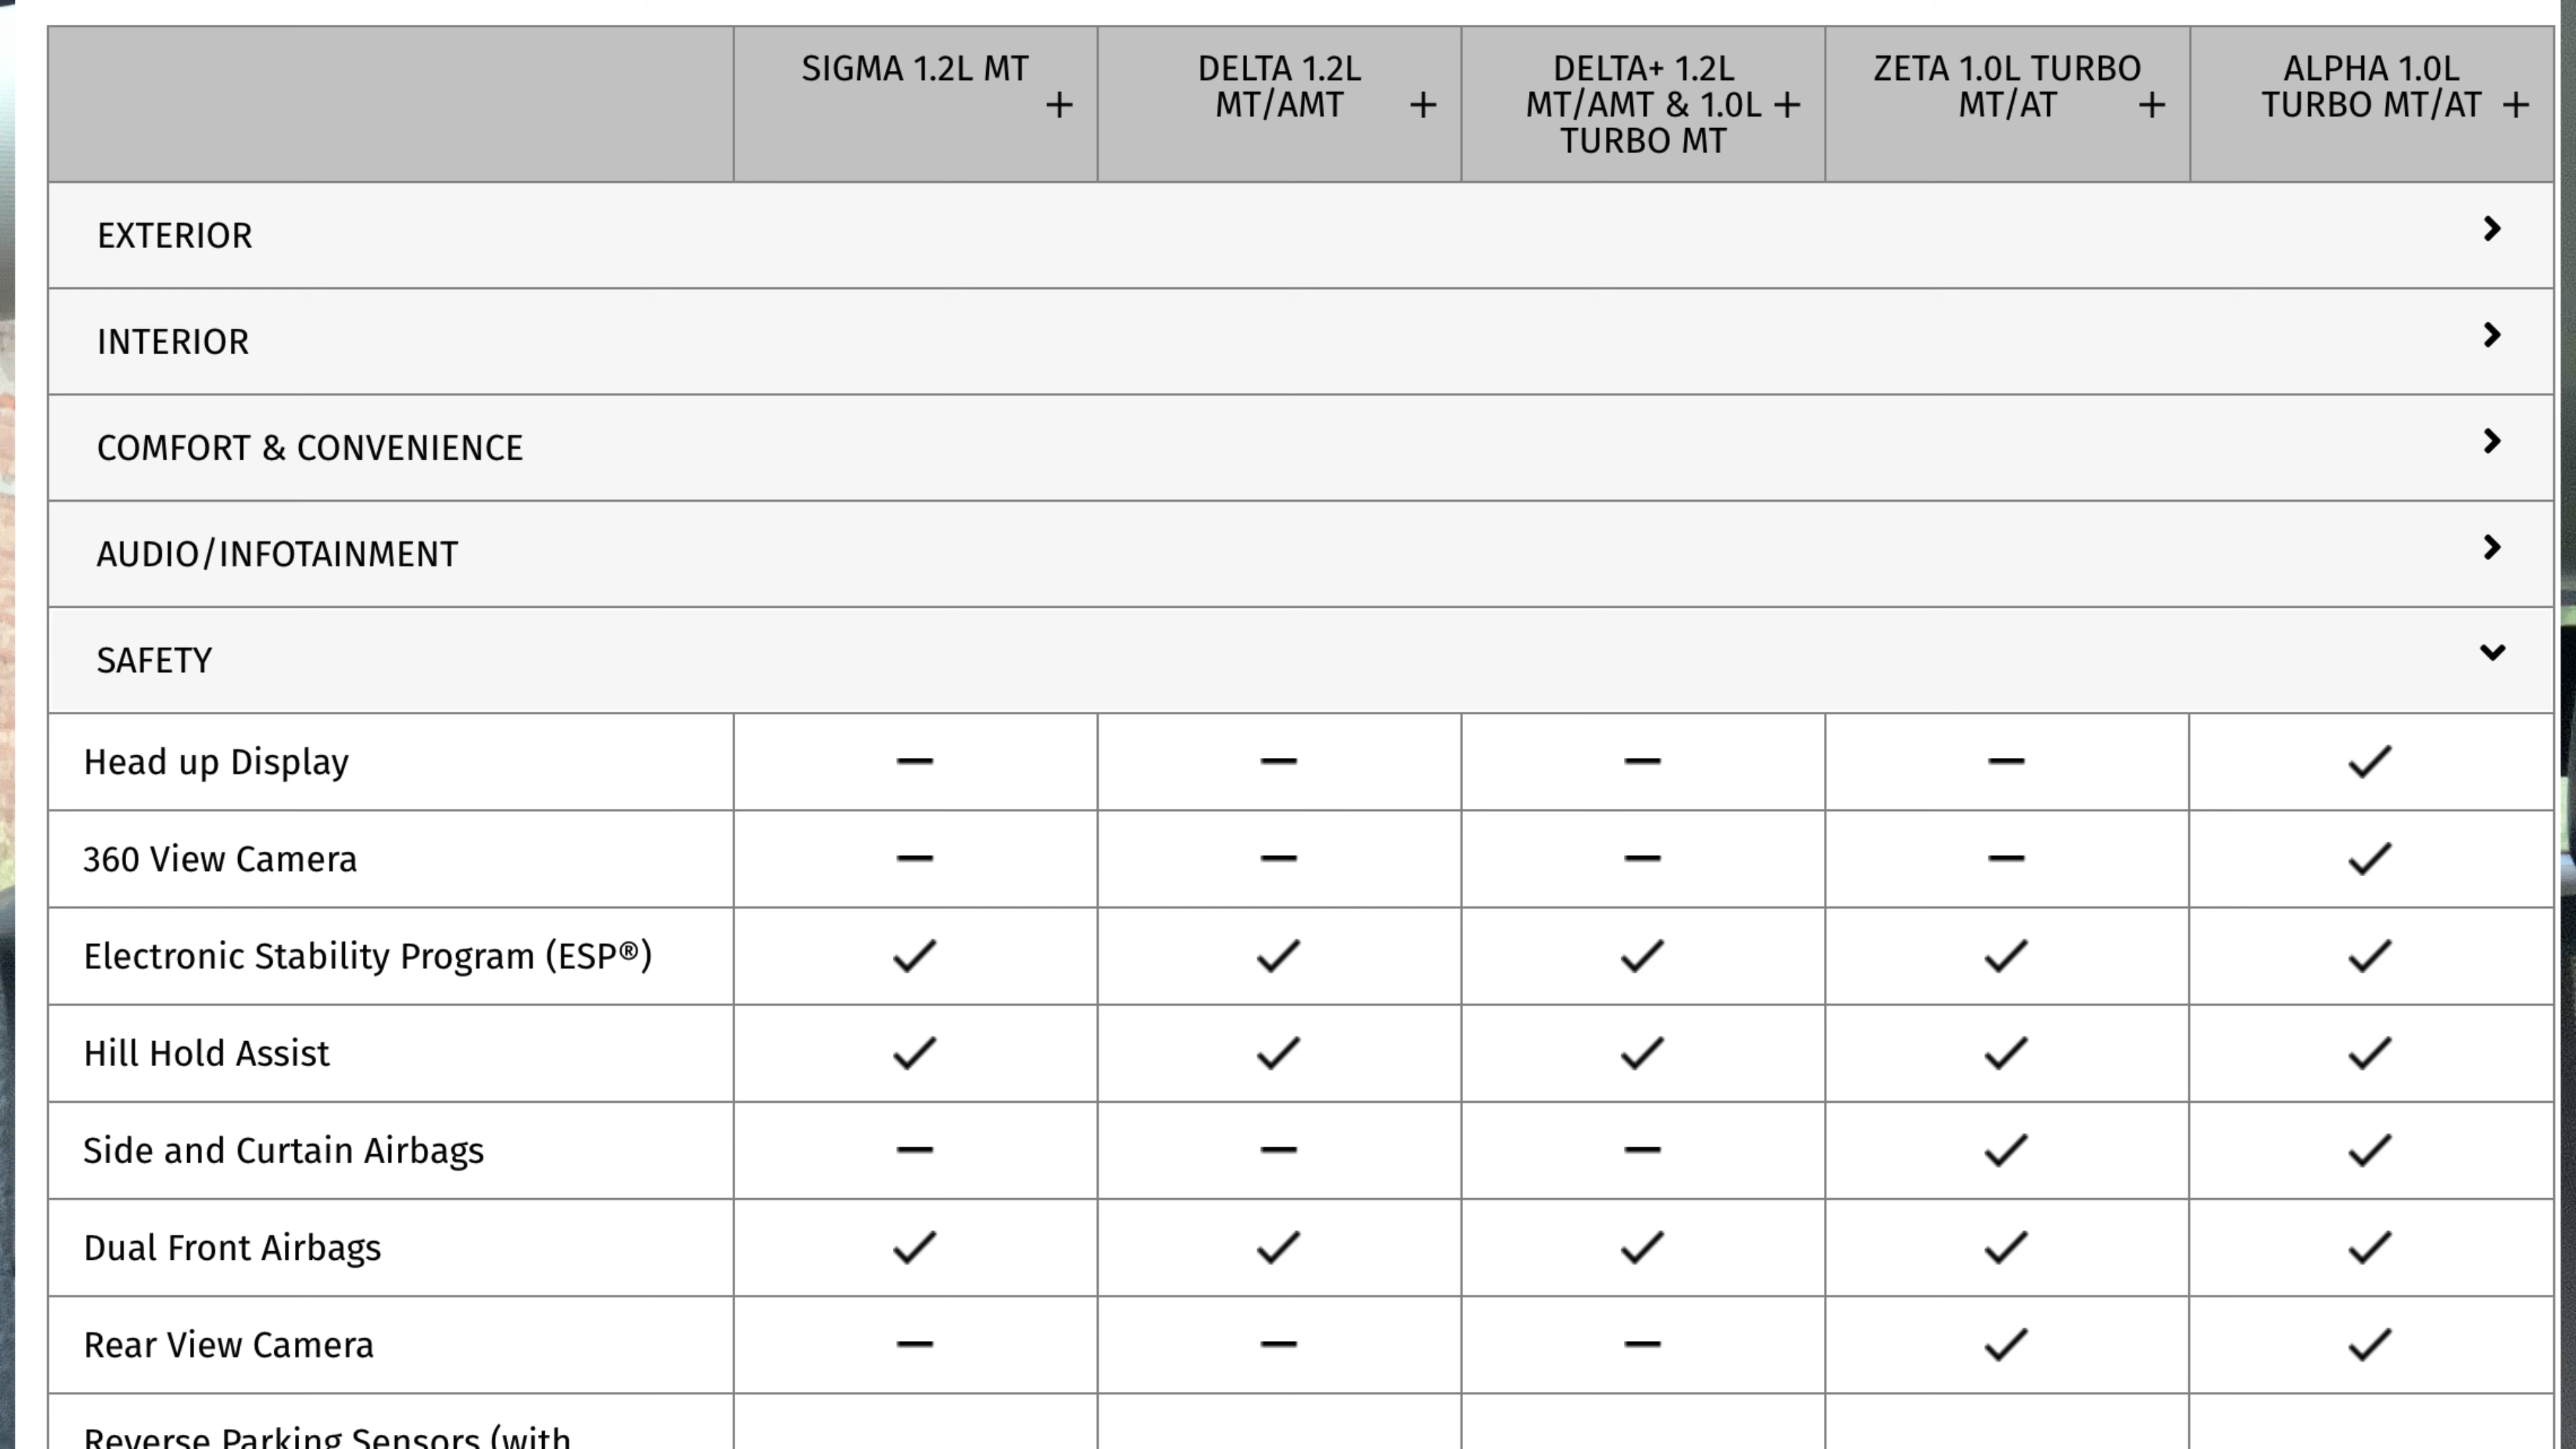 SIGMA 1.2L MT +
DELTA 1.2L
MT/AMT +
DELTA+ 1.2L
MT/AMT & 1.0L +
TURBO MT
ZETA 1.0L TURBO
MT/AT +
ALPHA 1.0L
TURBO MT/AT +
EXTERIOR
INTERIOR
COMFORT & CONVENIENCE
AUDIO/INFOTAINMENT
SAFETY
Head up Display — — — — ✓
360 View Camera — — — — ✓
Electronic Stability Program (ESP®) ✓ ✓ ✓ ✓ ✓
Hill Hold Assist ✓ ✓ ✓ ✓ ✓
Side and Curtain Airbags — — — ✓ ✓
Dual Front Airbags ✓ ✓ ✓ ✓ ✓
Rear View Camera — — — ✓ ✓
Reverse Parking Sensors (with